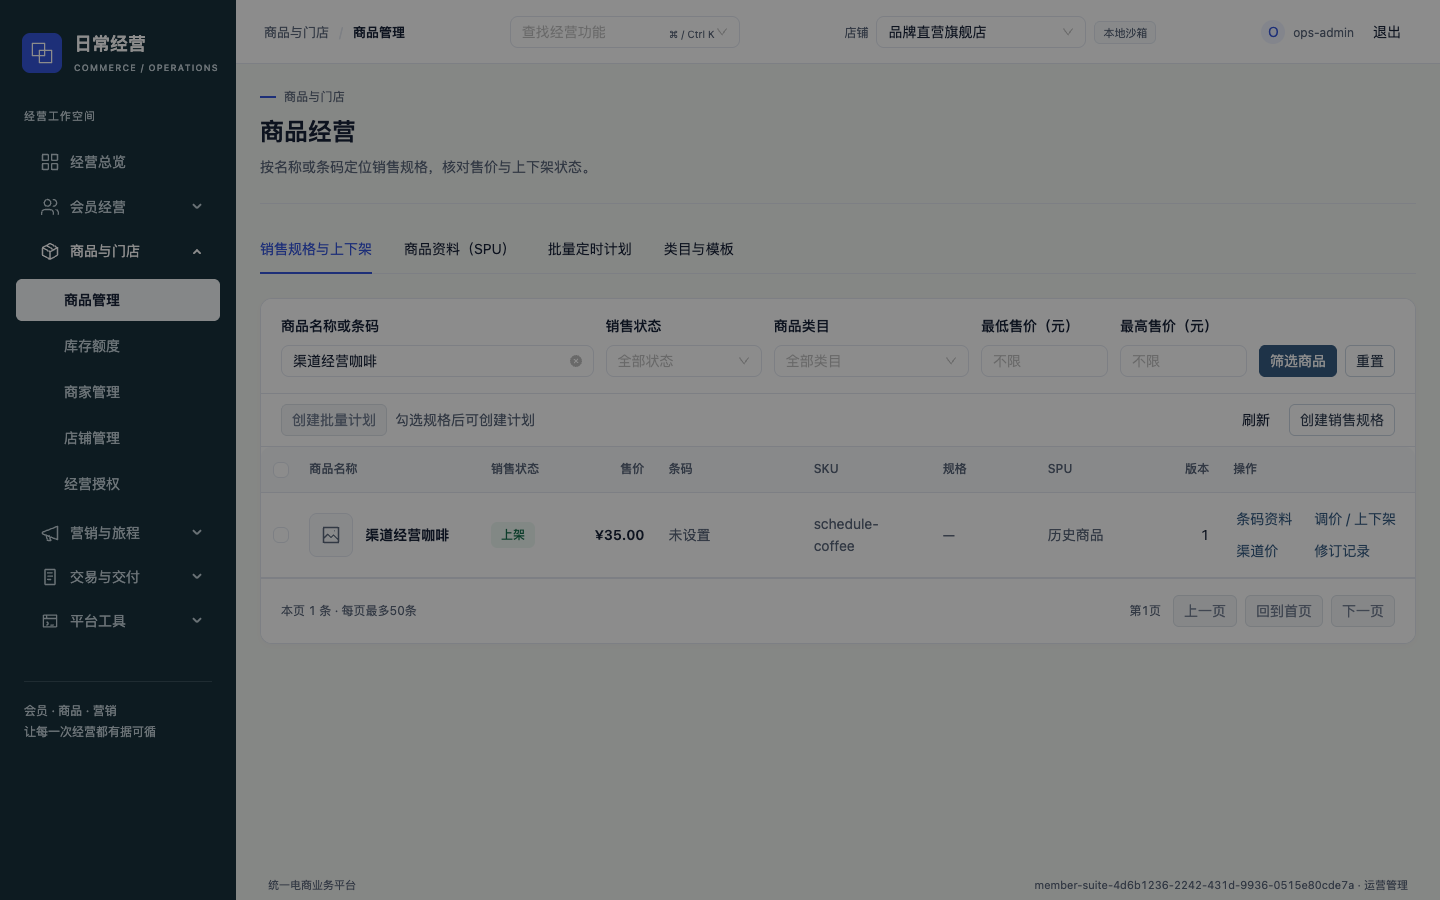 日常经营
COMMERCE / OPERATIONS
经营工作空间
经营总览
会员经营
商品与门店
商品管理
库存额度
商家管理
店铺管理
经营授权
营销与旅程
交易与交付
平台工具
会员 · 商品 · 营销
让每一次经营都有据可循
商品与门店 / 商品管理
查找经营功能 ⌘ / Ctrl K
店铺 品牌直营旗舰店 本地沙箱
O ops-admin 退出
商品与门店
商品经营
按名称或条码定位销售规格，核对售价与上下架状态。
销售规格与上下架 商品资料（SPU） 批量定时计划 类目与模板
商品名称或条码 销售状态 商品类目 最低售价（元） 最高售价（元）
渠道经营咖啡 全部状态 全部类目 不限 不限 筛选商品 重置
创建批量计划 勾选规格后可创建计划 刷新 创建销售规格
商品名称 销售状态 售价 条码 SKU 规格 SPU 版本 操作
渠道经营咖啡 上架 ¥35.00 未设置 schedule-coffee — 历史商品 1 条码资料 调价 / 上下架
渠道价 修订记录
本页 1 条 · 每页最多50条 第1页 上一页 回到首页 下一页
统一电商业务平台 member-suite-4d6b1236-2242-431d-9936-0515e80cde7a · 运营管理